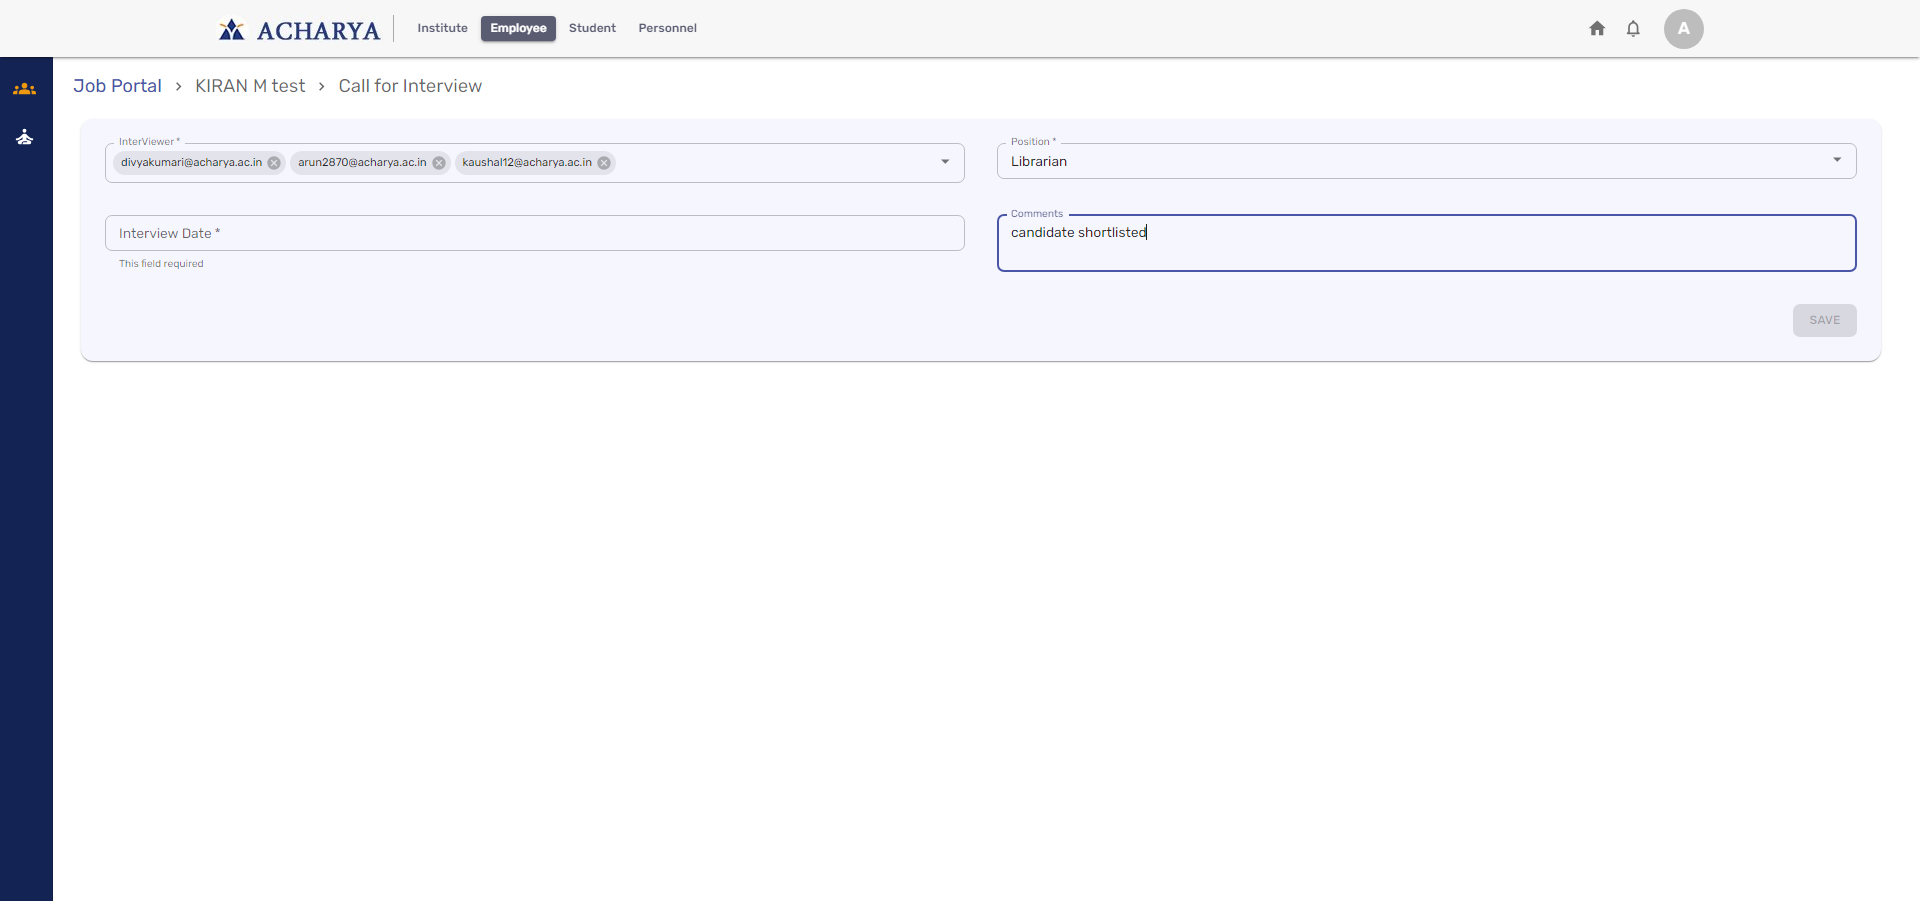 ACHARYA Institute Employee Student Personnel A
Job Portal > KIRAN M test > Call for Interview
InterViewer *
divyakumari@acharya.ac.in arun2870@acharya.ac.in kaushal12@acharya.ac.in
Position *
Librarian
Interview Date *
This field required
Comments
candidate shortlisted
SAVE